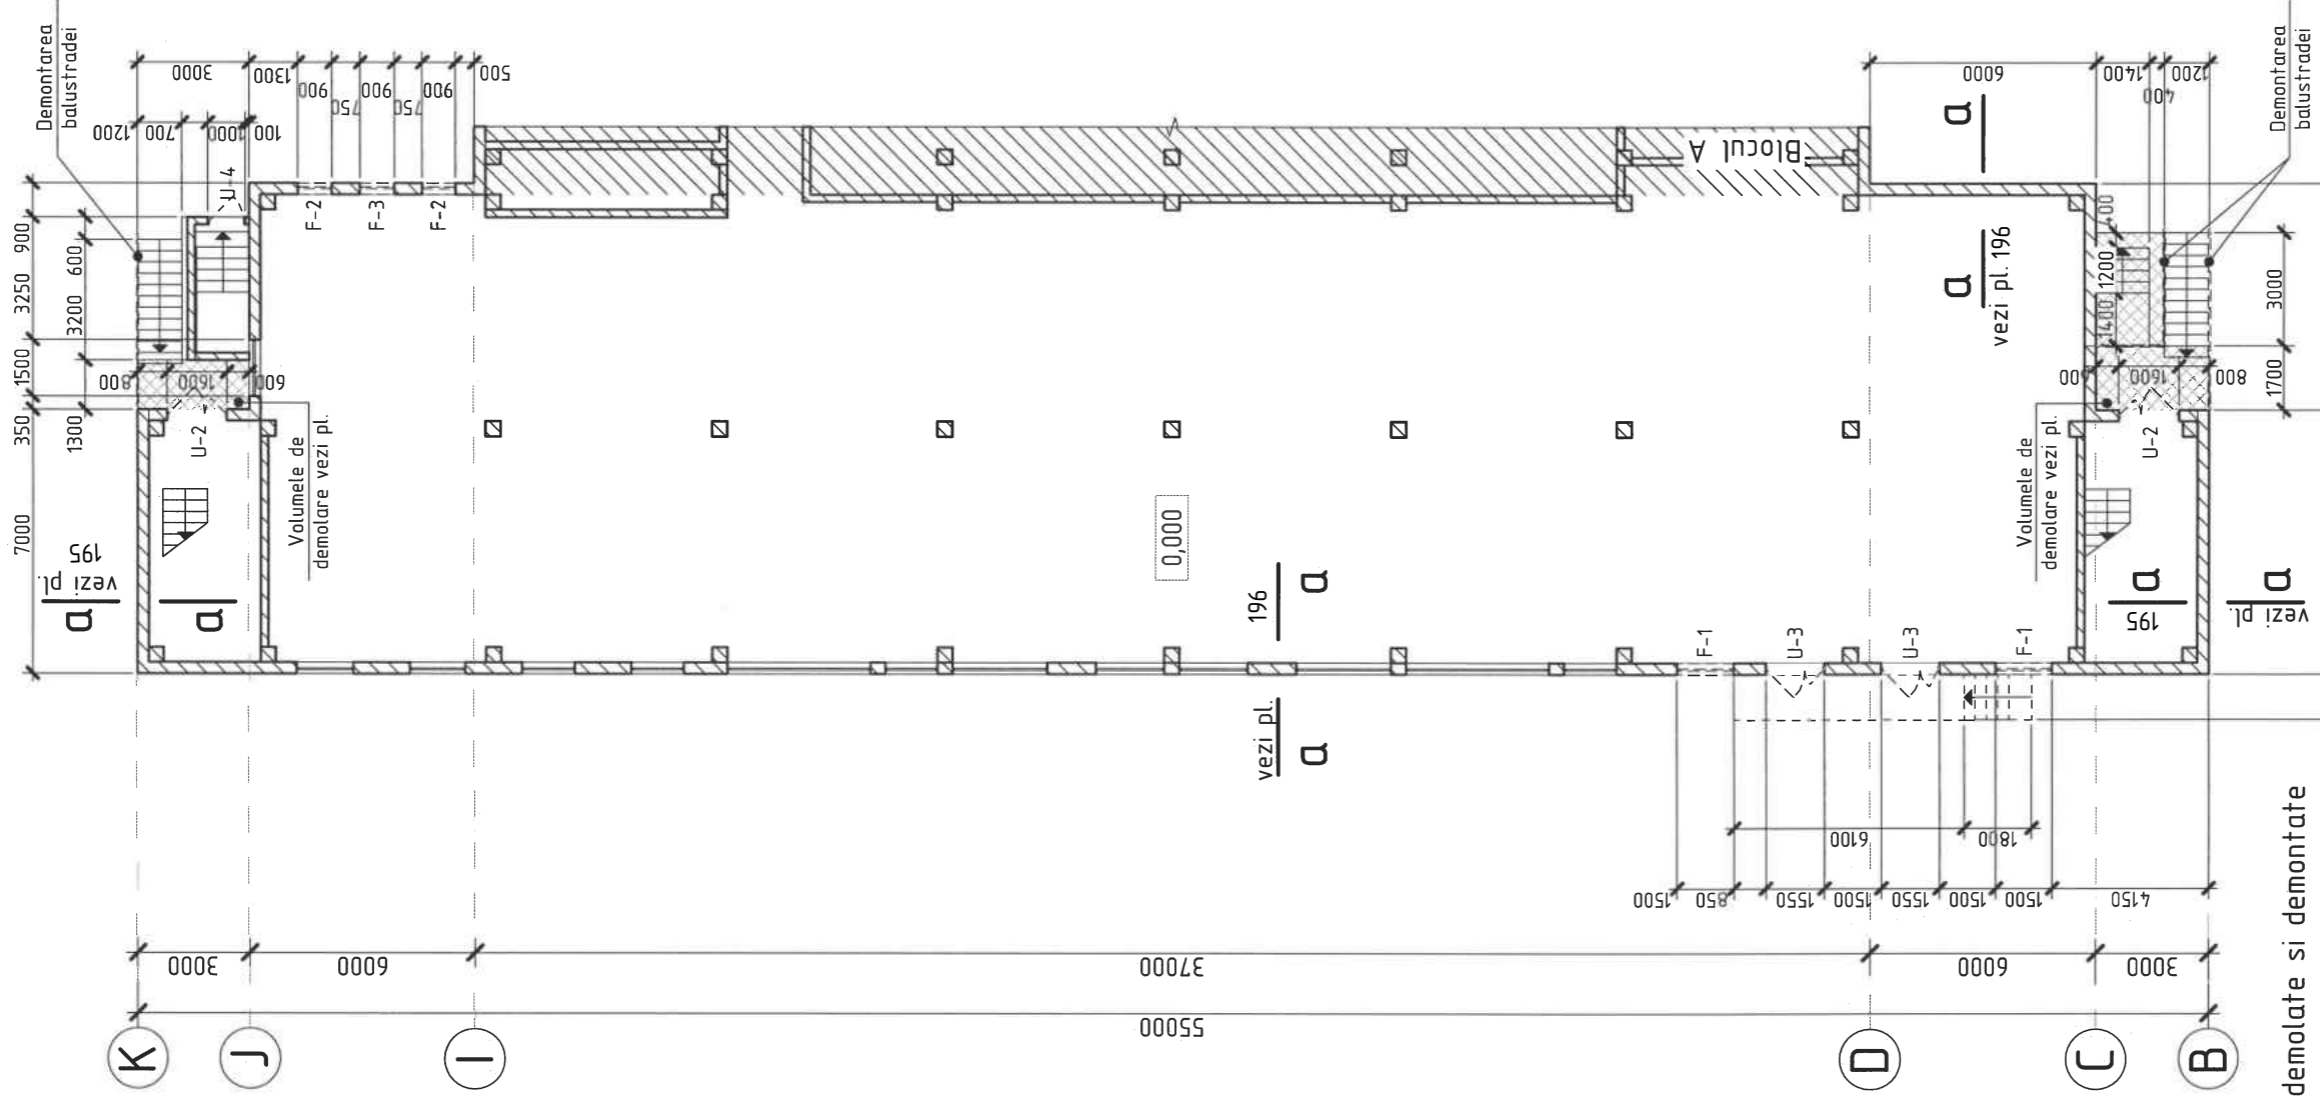 Demontarea
balustradei
3000
1300
900
750
900
750
900
500
1200
700
1000
100
U-4
F-2
F-3
F-2
900
3250
1500
350
7000
600
3200
1300
800
1600
600
U-2
Volumele de
demolare vezi pl.
vezi pl.
195
a
a
Blocul A
a
a
vezi pl. 196
6000
1400
400
1200
Demontarea
balustradei
400
1200
1400
3000
1700
1600
800
U-2
Volumele de
demolare vezi pl.
195
a
a
vezi pl.
0,000
196
a
vezi pl.
a
F-1
U-3
U-3
F-1
6100
1800
1500
850
1550
1500
1550
1500
1500
4150
3000
6000
37000
6000
3000
55000
K
J
I
D
C
B
demolate si demontate